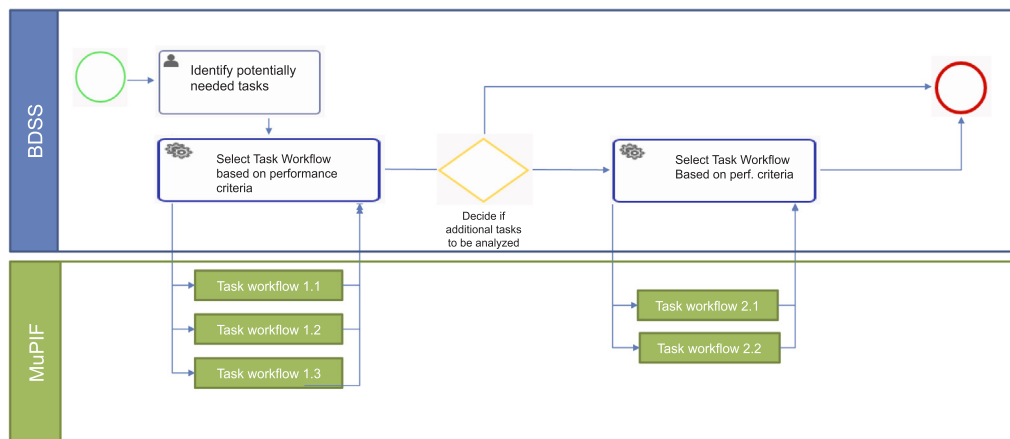 BDSS
Identify potentially
needed tasks
Select Task Workflow
based on performance
criteria
Decide if
additional tasks
to be analyzed
Select Task Workflow
Based on perf. criteria
MuPIF
Task workflow 1.1
Task workflow 1.2
Task workflow 1.3
Task workflow 2.1
Task workflow 2.2